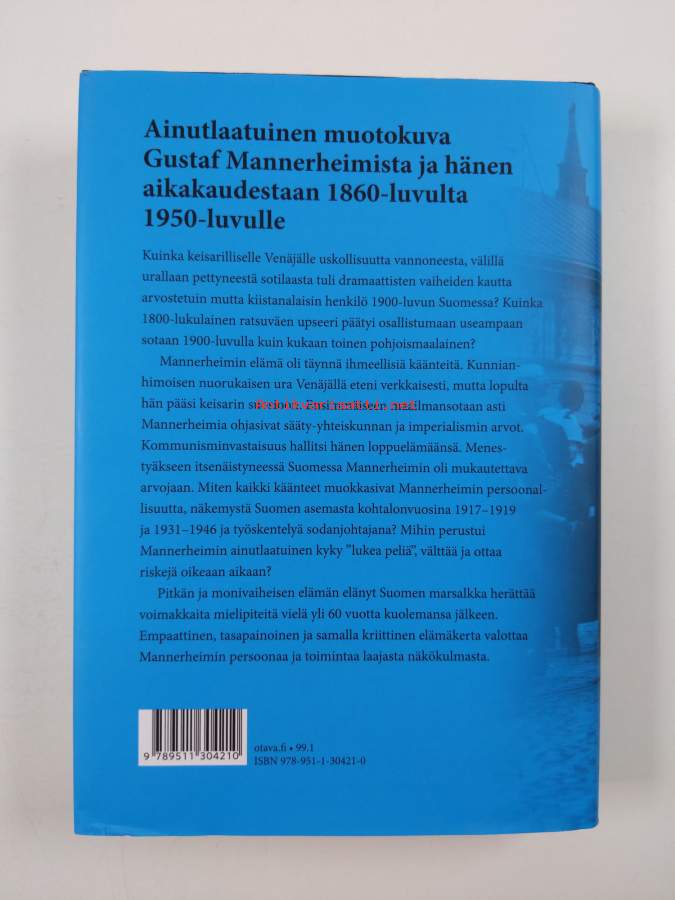 Ainutlaatuinen muotokuva
Gustaf Mannerheimista ja hänen
aikakaudestaan 1860-luvulta
1950-luvulle
Kuinka keisarilliselle Venäjälle uskollisuutta vannoneesta, välillä
urallaan pettyneestä sotilaasta tuli dramaattisten vaiheiden kautta
arvostetuin mutta kiistanalaisin henkilö 1900-luvun Suomessa? Kuinka
1800-lukulainen ratsuväen upseeri päätyi osallistumaan useampaan
sotaan 1900-luvulla kuin kukaan toinen pohjoismaalainen?
Mannerheimin elämä oli täynnä ihmeellisiä käänteitä. Kunnian-
himoisen nuorukaisen ura Venäjällä eteni verkkaisesti, mutta lopulta
hän pääsi keisarin Ensimmäiseen maailmansotaan asti
Mannerheimia ohjasivat sääty-yhteiskunnan ja imperialismin arvot.
Kommunisminvastaisuus hallitsi hänen loppuelämäänsä. Menes-
tyäkseen itsenäistyneessä Suomessa Mannerheimin oli mukautettava
arvojaan. Miten kaikki käänteet muokkasivat Mannerheimin persoonal-
lisuutta, näkemystä Suomen asemasta kohtalonvuosina 1917–1919
ja 1931–1946 ja työskentelyä sodanjohtajana? Mihin perustui
Mannerheimin ainutlaatuinen kyky ”lukea peliä”, välttää ja ottaa
riskejä oikeaan aikaan?
Pitkän ja monivaiheisen elämän elänyt Suomen marsalkka herättää
voimakkaita mielipiteitä vielä yli 60 vuotta kuolemansa jälkeen.
Empaattinen, tasapainoinen ja samalla kriittinen elämäkerta valottaa
Mannerheimin persoonaa ja toimintaa laajasta näkökulmasta.
9 789511 304210
otava.fi • 99.1
ISBN 978-951-1-30421-0